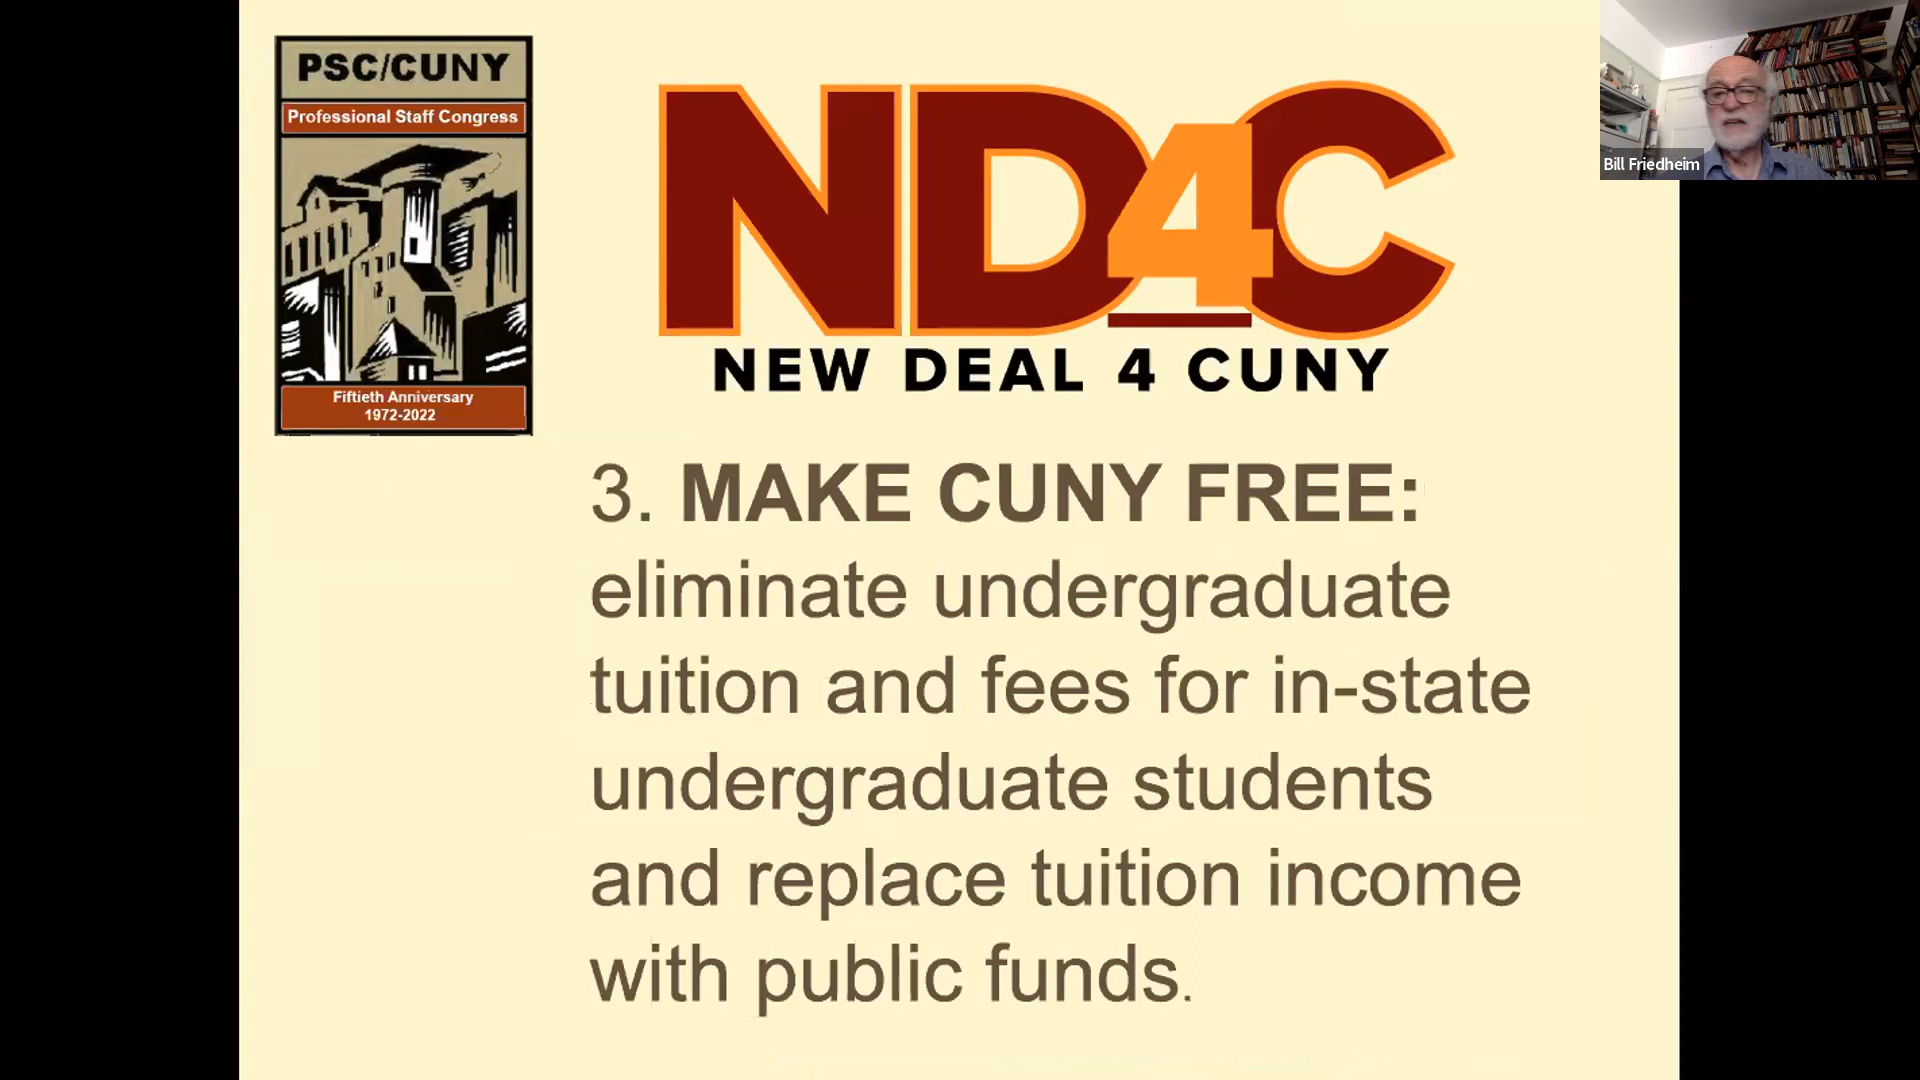 PSC/CUNY
Professional Staff Congress
Fiftieth Anniversary
1972-2022
ND4C
NEW DEAL 4 CUNY
Bill Friedheim
3. MAKE CUNY FREE:
eliminate undergraduate
tuition and fees for in-state
undergraduate students
and replace tuition income
with public funds.